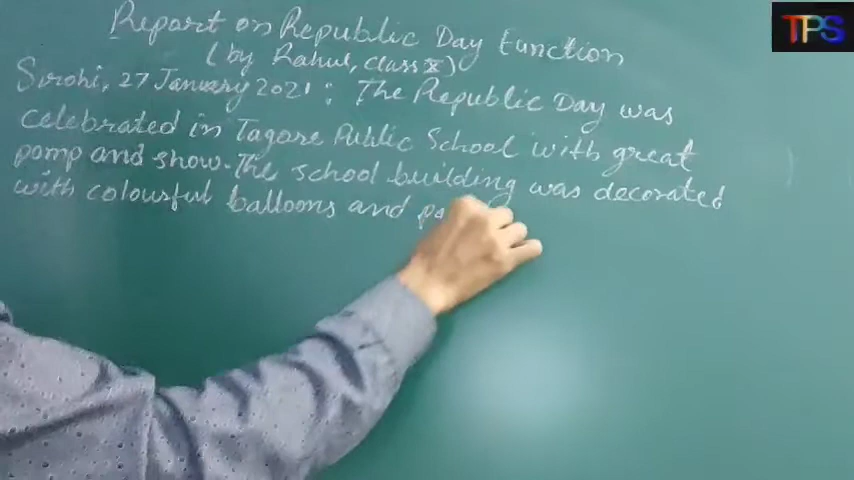 TPS
Report on Republic Day Function
(by Rahul, class X)
Sirohi, 27 January 2021 : The Republic Day was
celebrated in Tagore Public School with great
pomp and show. The school building was decorated
with colourful balloons and